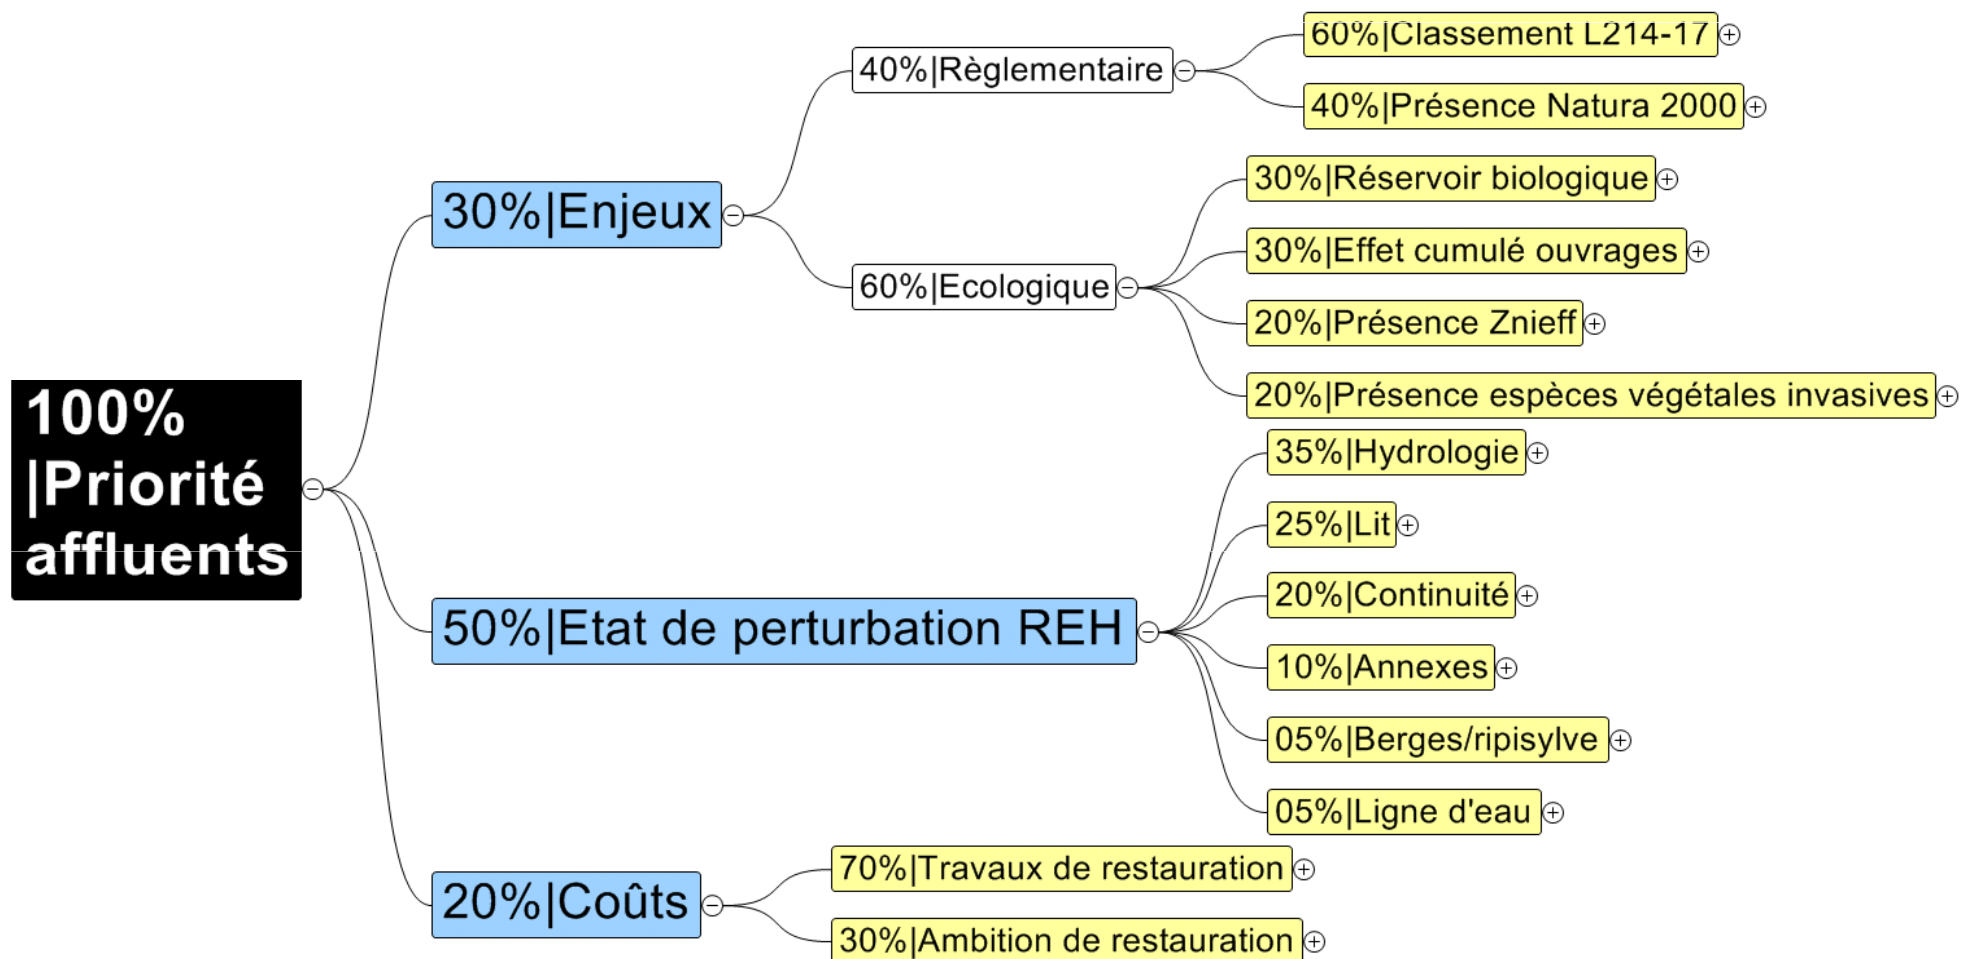 100%
|Priorité
affluents
30%|Enjeux
40%|Règlementaire
60%|Classement L214-17
40%|Présence Natura 2000
60%|Ecologique
30%|Réservoir biologique
30%|Effet cumulé ouvrages
20%|Présence Znieff
20%|Présence espèces végétales invasives
50%|Etat de perturbation REH
35%|Hydrologie
25%|Lit
20%|Continuité
10%|Annexes
05%|Berges/ripisylve
05%|Ligne d'eau
20%|Coûts
70%|Travaux de restauration
30%|Ambition de restauration